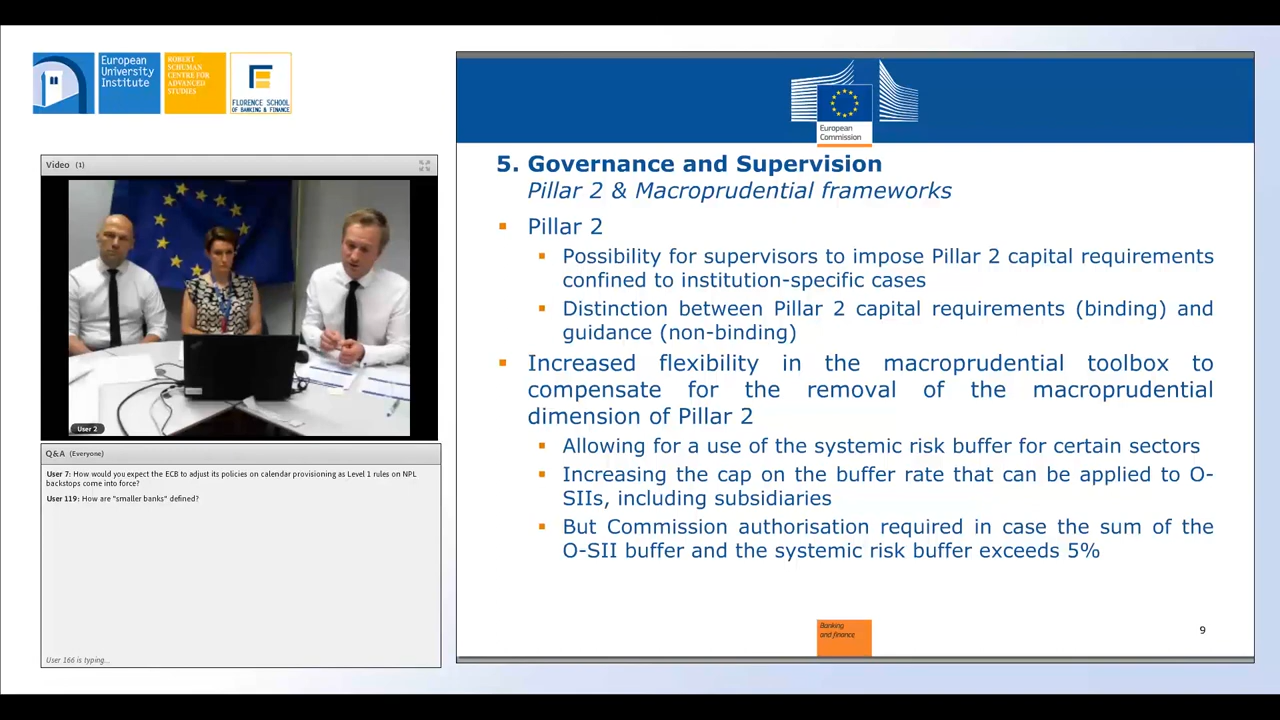 European
University
Institute
ROBERT
SCHUMAN
CENTRE FOR
ADVANCED
STUDIES
FLORENCE SCHOOL
OF BANKING & FINANCE
Video (1)
User 2
Q&A (Everyone)
User 7: How would you expect the ECB to adjust its policies on calendar provisioning as Level 1 rules on NPL
backstops come into force?
User 119: How are "smaller banks" defined?
User 166 is typing...
European
Commission
5. Governance and Supervision
Pillar 2 & Macroprudential frameworks
Pillar 2
Possibility for supervisors to impose Pillar 2 capital requirements
confined to institution-specific cases
Distinction between Pillar 2 capital requirements (binding) and
guidance (non-binding)
Increased flexibility in the macroprudential toolbox to
compensate for the removal of the macroprudential
dimension of Pillar 2
Allowing for a use of the systemic risk buffer for certain sectors
Increasing the cap on the buffer rate that can be applied to O-
SIIs, including subsidiaries
But Commission authorisation required in case the sum of the
O-SII buffer and the systemic risk buffer exceeds 5%
Banking
and finance
9